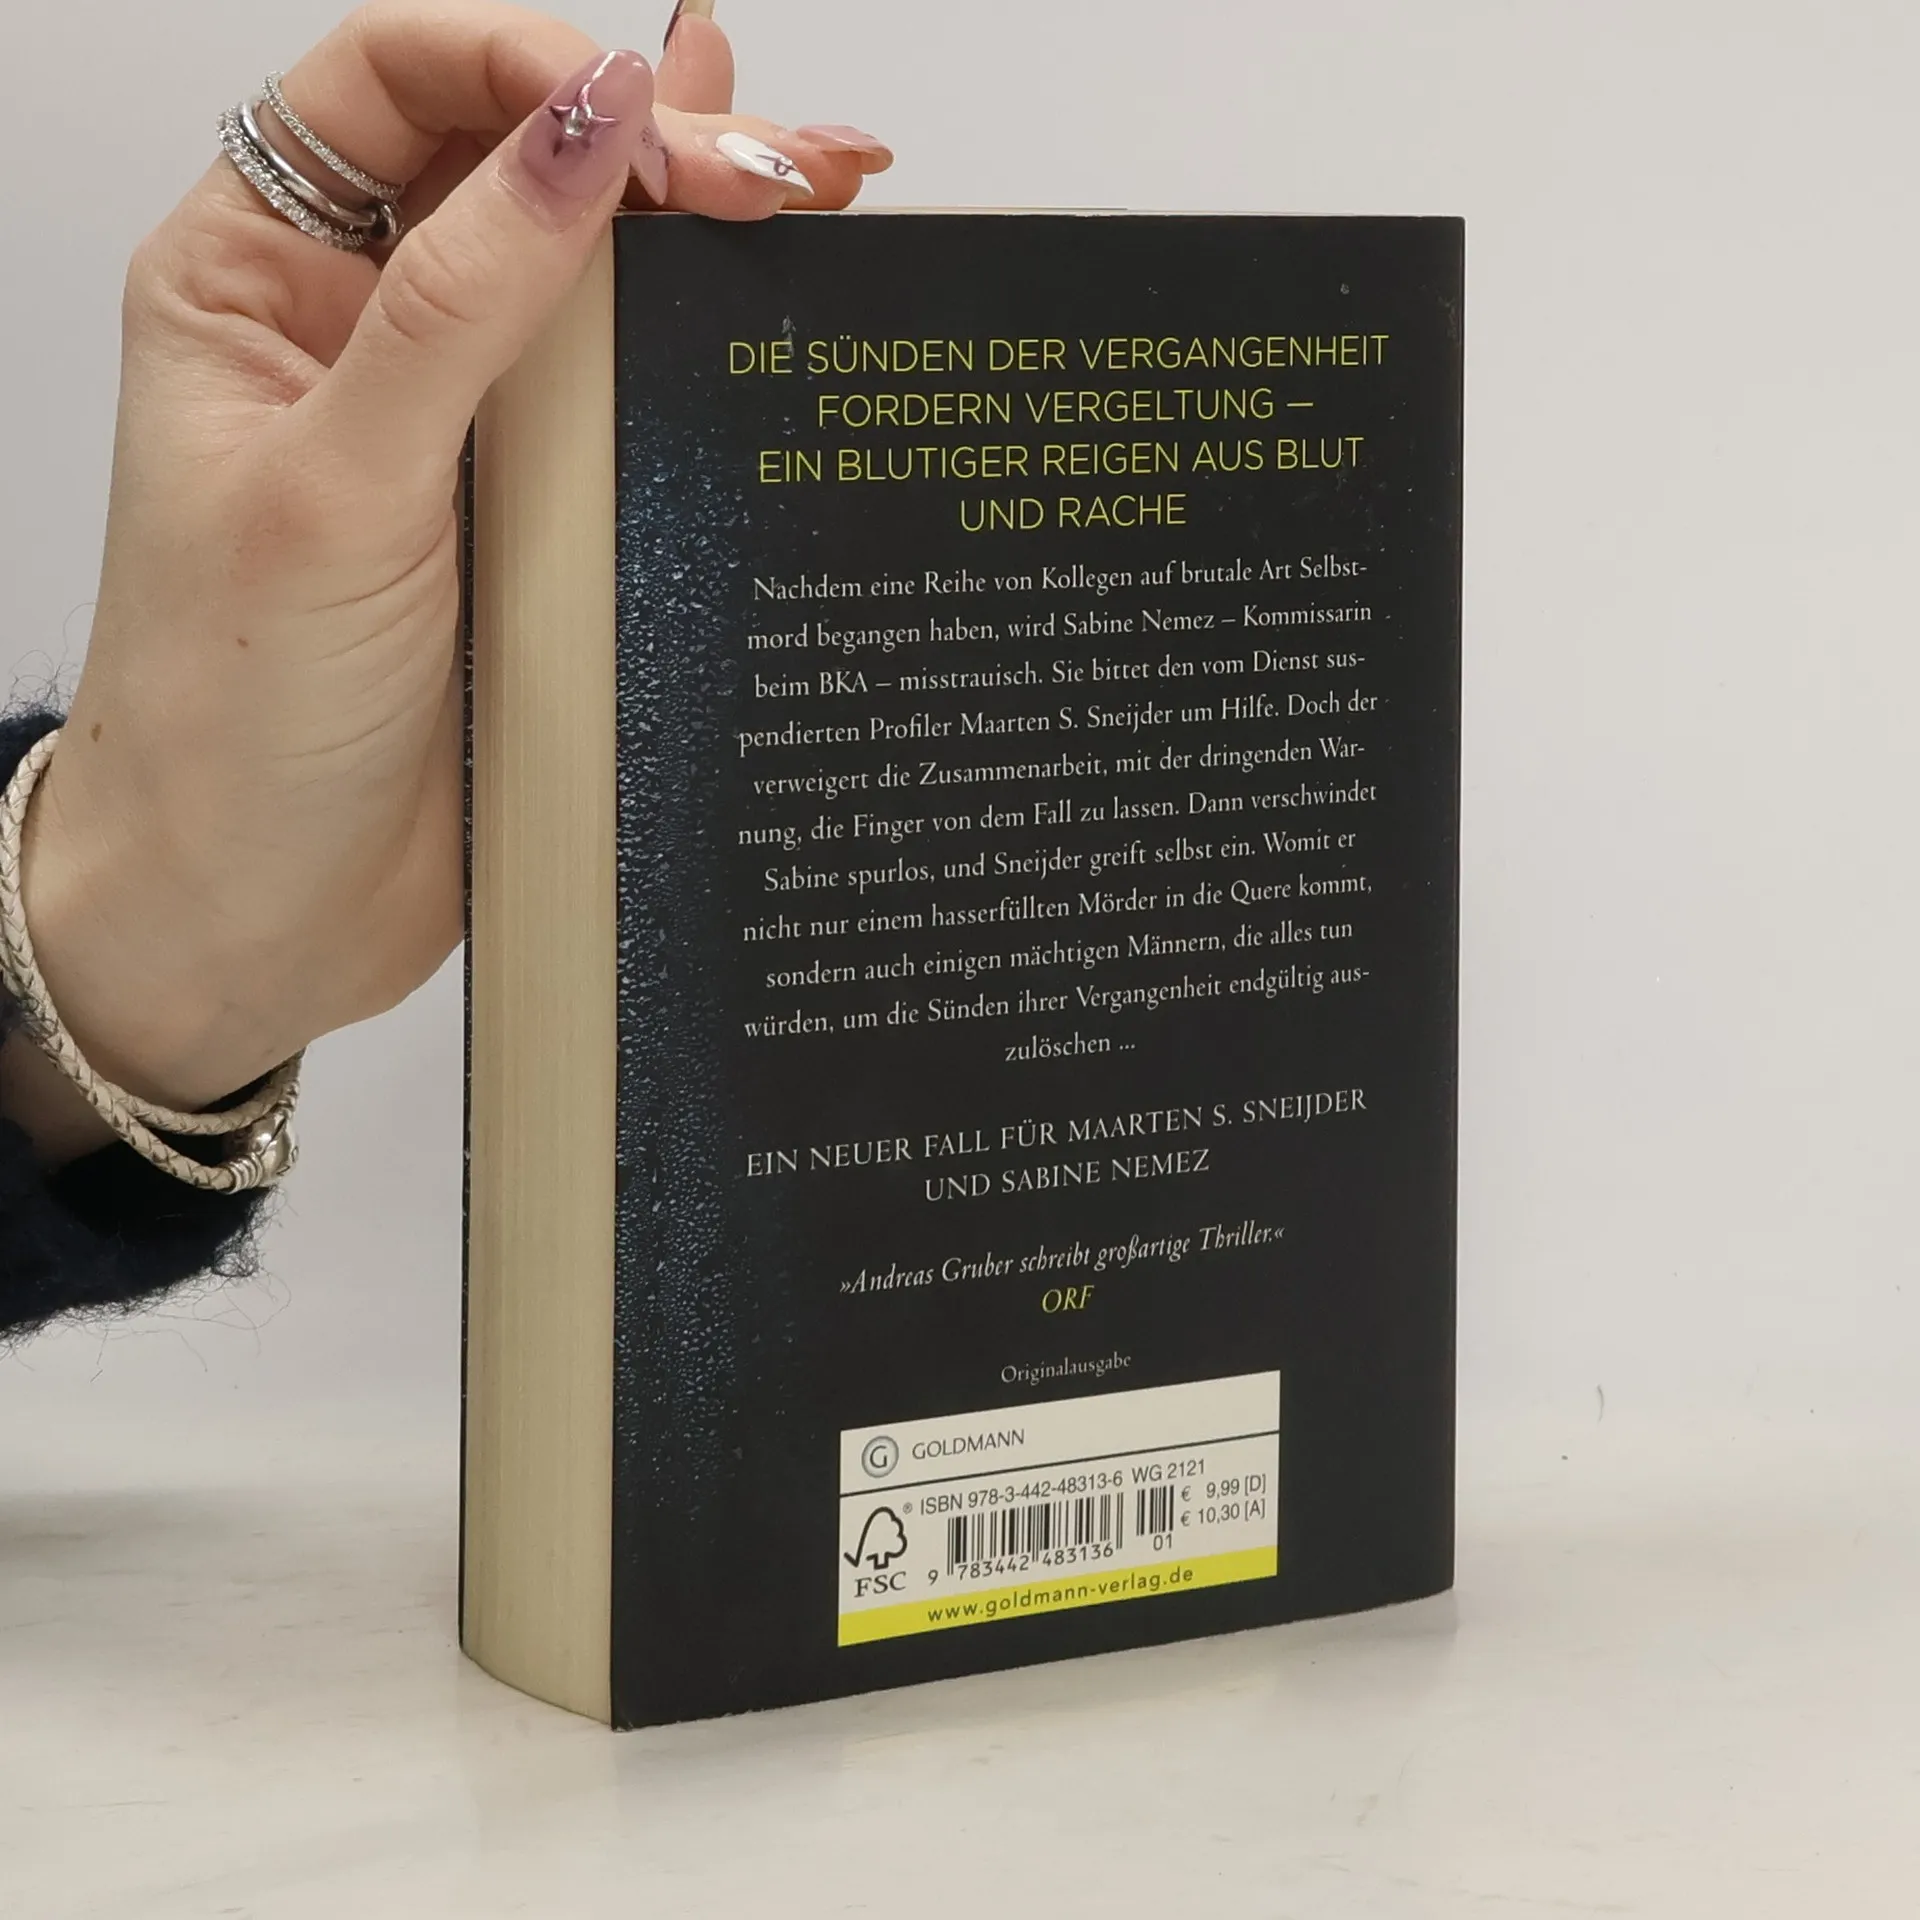 DIE SÜNDEN DER VERGANGENHEIT
FORDERN VERGELTUNG –
EIN BLUTIGER REIGEN AUS BLUT
UND RACHE
Nachdem eine Reihe von Kollegen auf brutale Art Selbst-
mord begangen haben, wird Sabine Nemez – Kommissarin
beim BKA – misstrauisch. Sie bittet den vom Dienst sus-
pendierten Profiler Maarten S. Sneijder um Hilfe. Doch der
verweigert die Zusammenarbeit, mit der dringenden War-
nung, die Finger von dem Fall zu lassen. Dann verschwindet
Sabine spurlos, und Sneijder greift selbst ein. Womit er
nicht nur einem hasserfüllten Mörder in die Quere kommt,
sondern auch einigen mächtigen Männern, die alles tun
würden, um die Sünden ihrer Vergangenheit endgültig aus-
zulöschen ...
EIN NEUER FALL FÜR MAARTEN S. SNEIJDER
UND SABINE NEMEZ
»Andreas Gruber schreibt großartige Thriller.«
ORF
Originalausgabe
G GOLDMANN
® ISBN 978-3-442-48313-6 WG 2121
€ 9,99 [D]
€ 10,30 [A]
01
FSC 9 783442 483136
www.goldmann-verlag.de